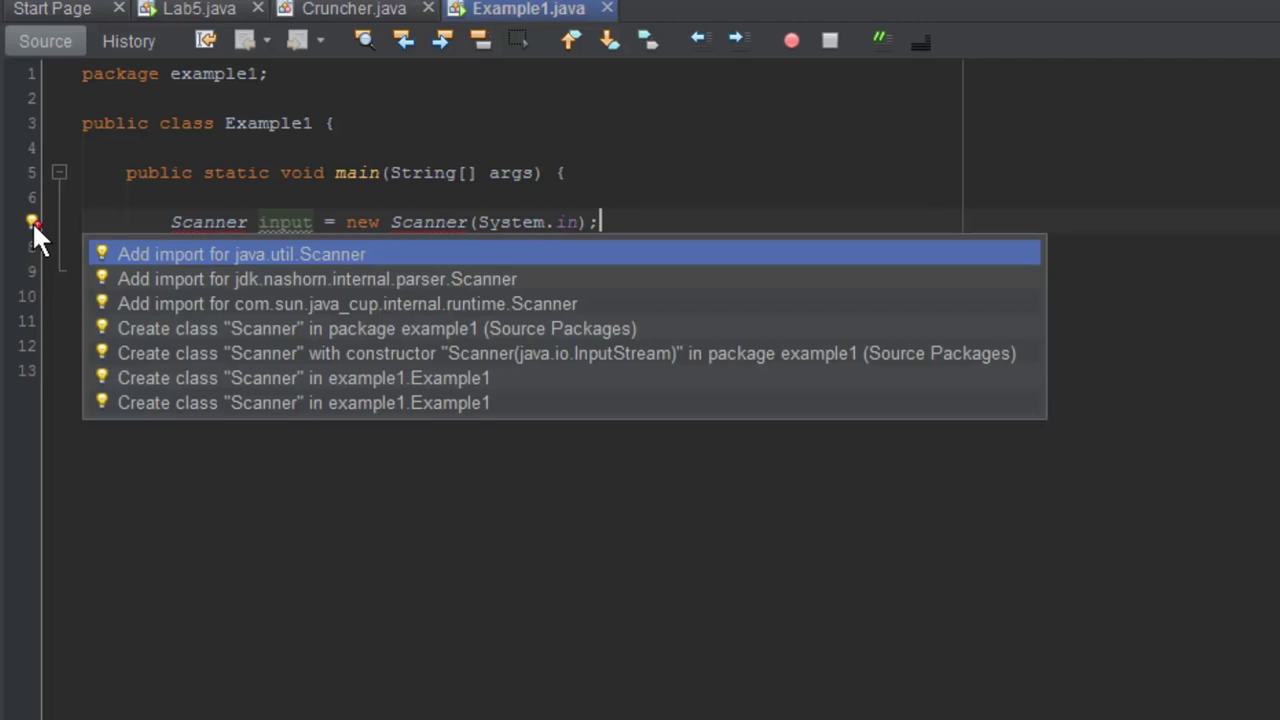 Start Page Lab5.java Cruncher.java Example1.java
Source History
1 package example1;
2
3 public class Example1 {
4
5 public static void main(String[] args) {
6
Scanner input = new Scanner(System.in);
Add import for java.util.Scanner
9 Add import for jdk.nashorn.internal.parser.Scanner
10 Add import for com.sun.java_cup.internal.runtime.Scanner
11 Create class "Scanner" in package example1 (Source Packages)
12 Create class "Scanner" with constructor "Scanner(java.io.InputStream)" in package example1 (Source Packages)
13 Create class "Scanner" in example1.Example1
Create class "Scanner" in example1.Example1